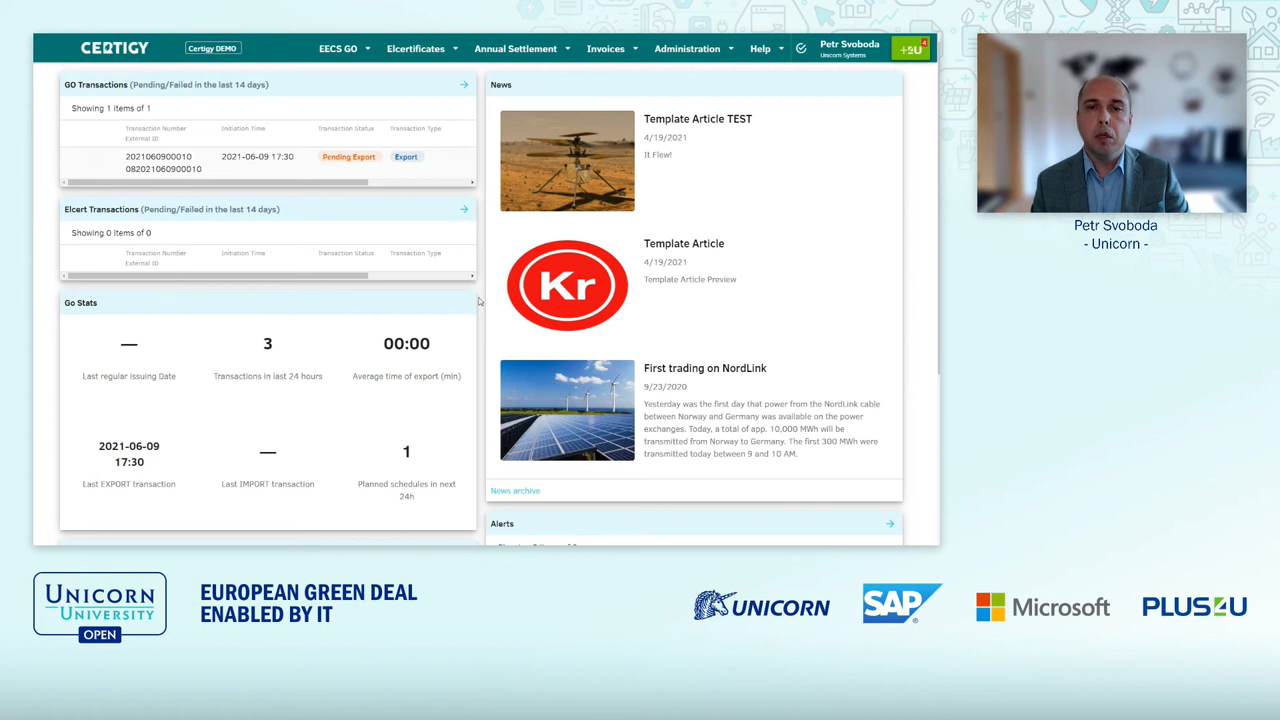 CERTIGY
Certigy DEMO
EECS GO
Elcertificates
Annual Settlement
Invoices
Administration
Help
Petr Svoboda
Unicorn Systems
+5U
4
GO Transactions (Pending/Failed in the last 14 days)
Showing 1 items of 1
Transaction Number
External ID
Initiation Time
Transaction Status
Transaction Type
2021060900010
082021060900010
2021-06-09 17:30
Pending Export
Export
Elcert Transactions (Pending/Failed in the last 14 days)
Showing 0 items of 0
Transaction Number
External ID
Initiation Time
Transaction Status
Transaction Type
Go Stats
—
Last regular Issuing Date
3
Transactions in last 24 hours
00:00
Average time of export (min)
2021-06-09
17:30
Last EXPORT transaction
—
Last IMPORT transaction
1
Planned schedules in next
24h
News
Template Article TEST
4/19/2021
It Flew!
Kr
Template Article
4/19/2021
Template Article Preview
First trading on NordLink
9/23/2020
Yesterday was the first day that power from the NordLink cable
between Norway and Germany was available on the power
exchanges. Today, a total of app. 10,000 MWh will be
transmitted from Norway to Germany. The first 300 MWh were
transmitted today between 9 and 10 AM.
News archive
Alerts
Petr Svoboda
- Unicorn -
UNICORN
UNIVERSITY
OPEN
EUROPEAN GREEN DEAL
ENABLED BY IT
UNICORN
SAP
Microsoft
PLUS4U